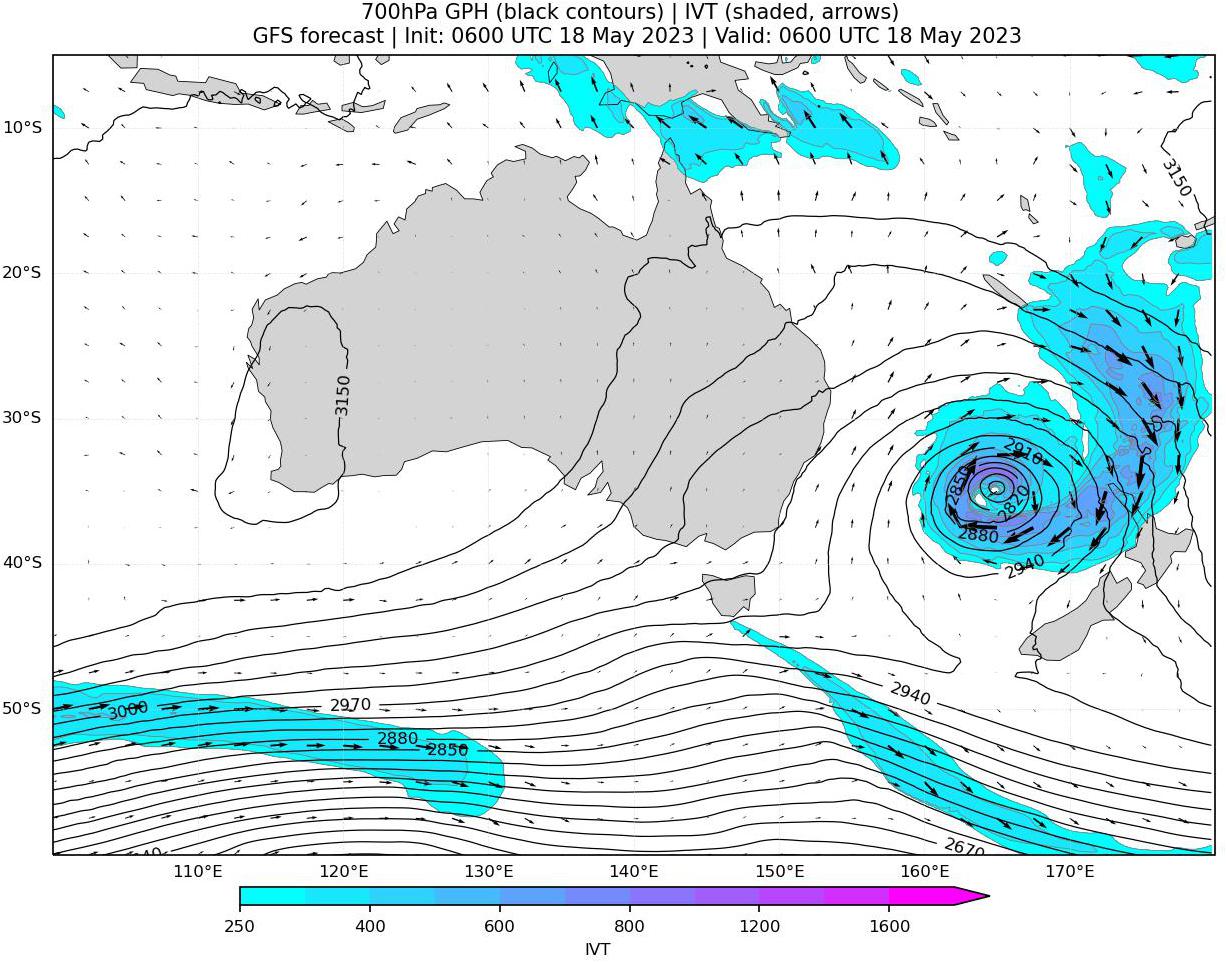 700hPa GPH (black contours) | IVT (shaded, arrows)
GFS forecast | Init: 0600 UTC 18 May 2023 | Valid: 0600 UTC 18 May 2023
10°S
3150
20°S
3150
30°S
2910
2850
2820
2880
40°S
2940
2940
50°S
3000
2970
2880
2850
2670
110°E
120°E
130°E
140°E
150°E
160°E
170°E
250
400
600
800
1200
1600
IVT